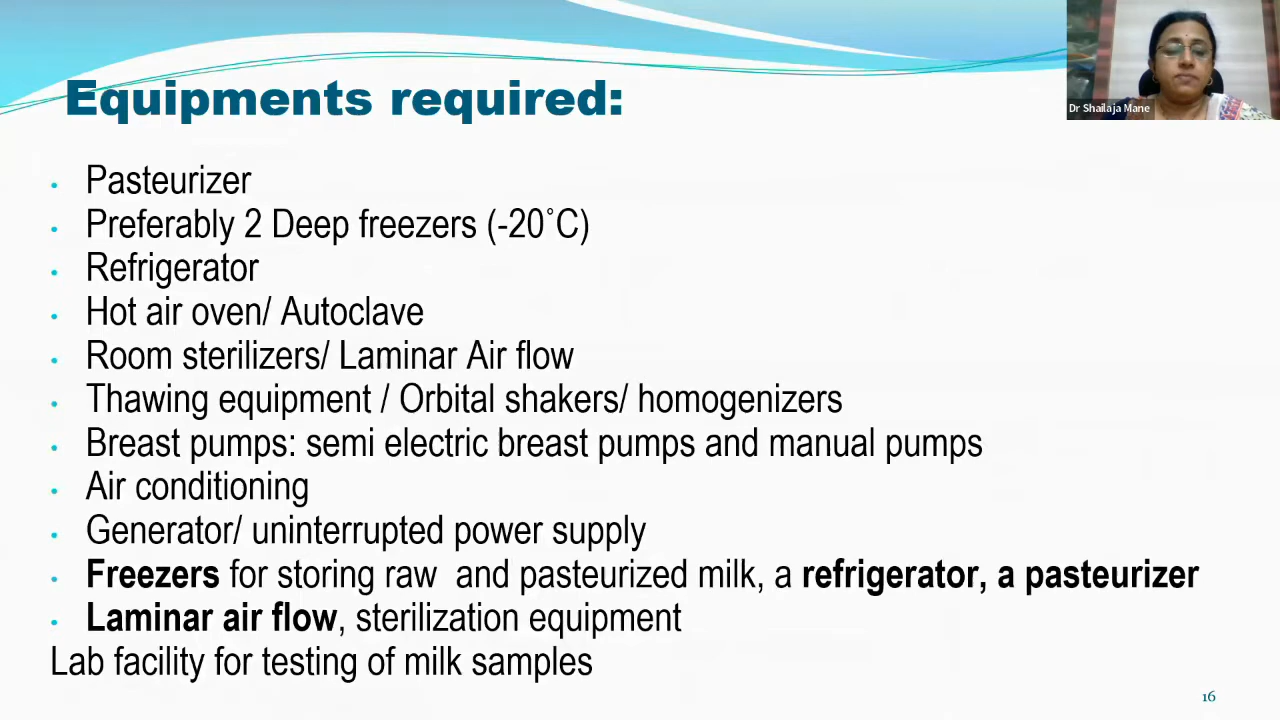 Dr Shailaja Mane
Equipments required:
• Pasteurizer
• Preferably 2 Deep freezers (-20˚C)
• Refrigerator
• Hot air oven/ Autoclave
• Room sterilizers/ Laminar Air flow
• Thawing equipment / Orbital shakers/ homogenizers
• Breast pumps: semi electric breast pumps and manual pumps
• Air conditioning
• Generator/ uninterrupted power supply
• Freezers for storing raw  and pasteurized milk, a refrigerator, a pasteurizer
• Laminar air flow, sterilization equipment
Lab facility for testing of milk samples
16